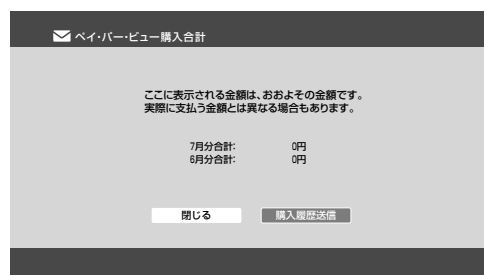 ペイ・パー・ビュー購入合計
ここに表示される金額は、おおよその金額です。
実際に支払う金額とは異なる場合もあります。
7月分合計: 0円
6月分合計: 0円
閉じる 購入履歴送信